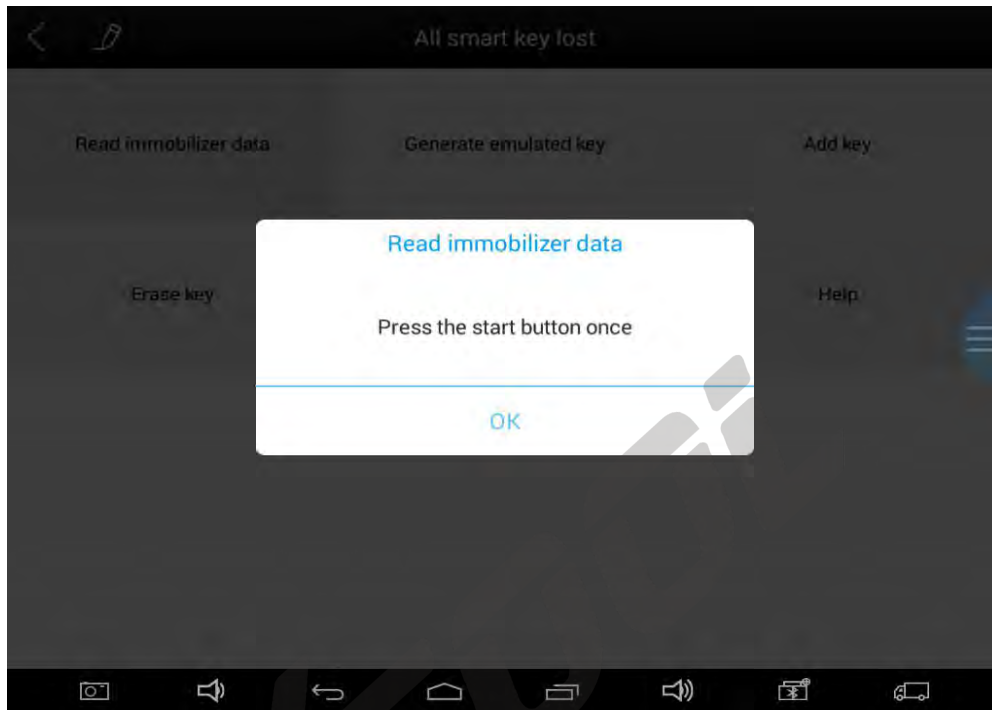 All smart key lost
Read immobilizer data
Generate emulated key
Add key
Read immobilizer data
Erase key
Help
Press the start button once
OK